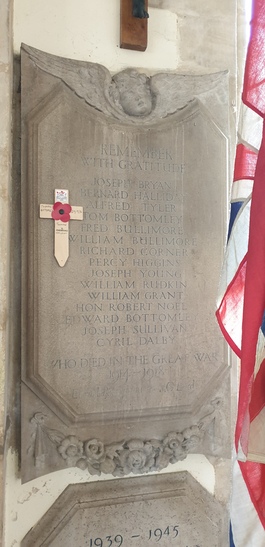 REMEMBER
WITH GRATITUDE
JOSEPH BRYAN
BERNARD
ALFRED
TOM BOTTOMLEY
FRED BULLIMORE
WILLIAM BULLIMORE
RICHARD CORNER
PERCY HIGGINS
JOSEPH YOUNG
WILLIAM RUDKIN
WILLIAM GRANT
HON ROBERT NOEL
EDWARD BOTTOMLEY
JOSEPH SULLIVAN
CYRIL DALBY
WHO DIED IN THE GREAT WAR
1939 - 1945